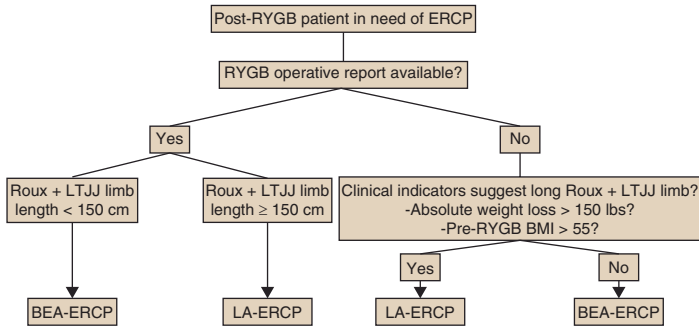 Post-RYGB patient in need of ERCP
RYGB operative report available?
Yes
No
Roux + LTJJ limb
length < 150 cm
Roux + LTJJ limb
length ≥ 150 cm
Clinical indicators suggest long Roux + LTJJ limb?
-Absolute weight loss > 150 lbs?
-Pre-RYGB BMI > 55?
Yes
No
BEA-ERCP
LA-ERCP
LA-ERCP
BEA-ERCP